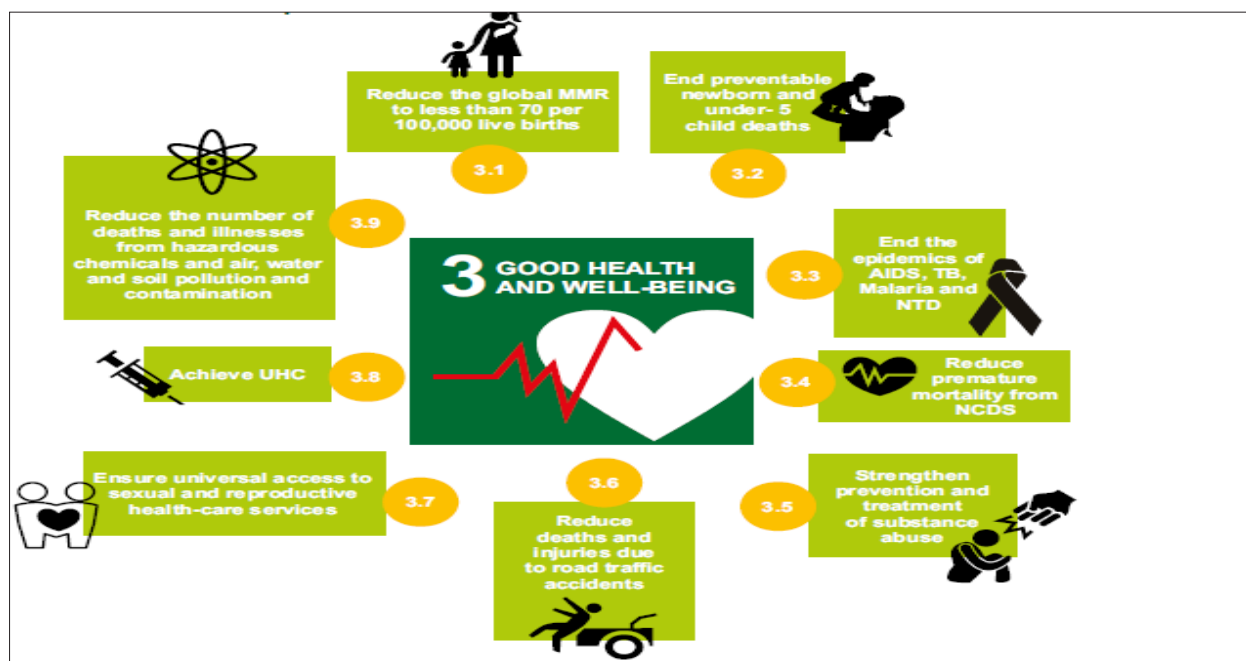 3 GOOD HEALTH
AND WELL-BEING
Reduce the global MMR
to less than 70 per
100,000 live births
3.1
End preventable
newborn and
under- 5
child deaths
3.2
End the
epidemics of
AIDS, TB,
Malaria and
NTD
3.3
Reduce
premature
mortality from
NCDS
3.4
Strengthen
prevention and
treatment
of substance
abuse
3.5
3.6
Reduce
deaths and
injuries due
to road traffic
accidents
Ensure universal access to
sexual and reproductive
health-care services
3.7
Achieve UHC
3.8
Reduce the number of
deaths and illnesses
from hazardous
chemicals and air, water
and soil pollution and
contamination
3.9